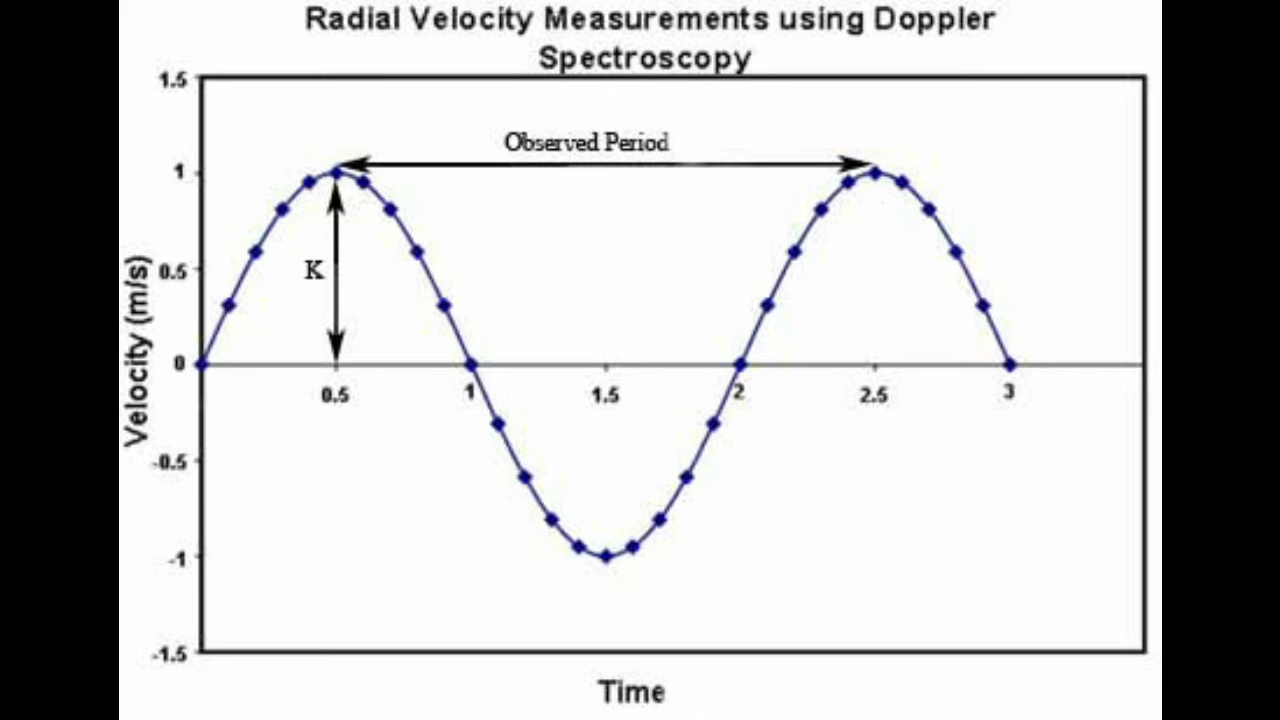 Radial Velocity Measurements using Doppler
Spectroscopy
1.5
Observed Period
1
K
0.5
Velocity (m/s)
0
0.5
1
1.5
2
2.5
3
-0.5
-1
-1.5
Time